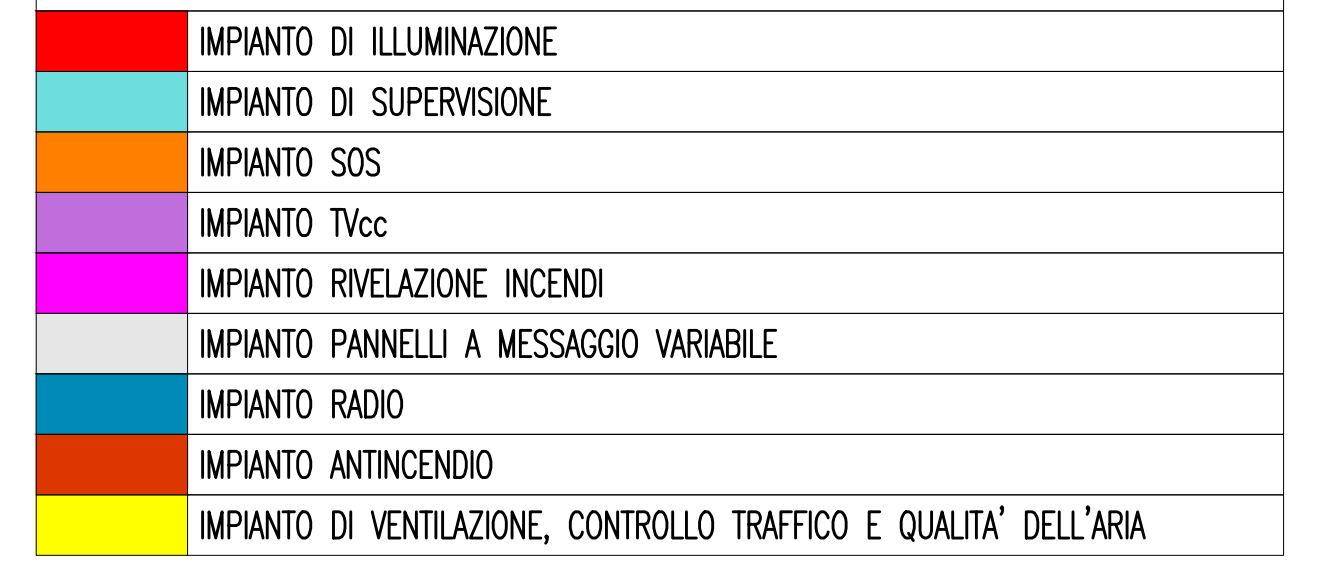 IMPIANTO DI ILLUMINAZIONE
IMPIANTO DI SUPERVISIONE
IMPIANTO SOS
IMPIANTO TVcc
IMPIANTO RIVELAZIONE INCENDI
IMPIANTO PANNELLI A MESSAGGIO VARIABILE
IMPIANTO RADIO
IMPIANTO ANTINCENDIO
IMPIANTO DI VENTILAZIONE, CONTROLLO TRAFFICO E QUALITA' DELL'ARIA